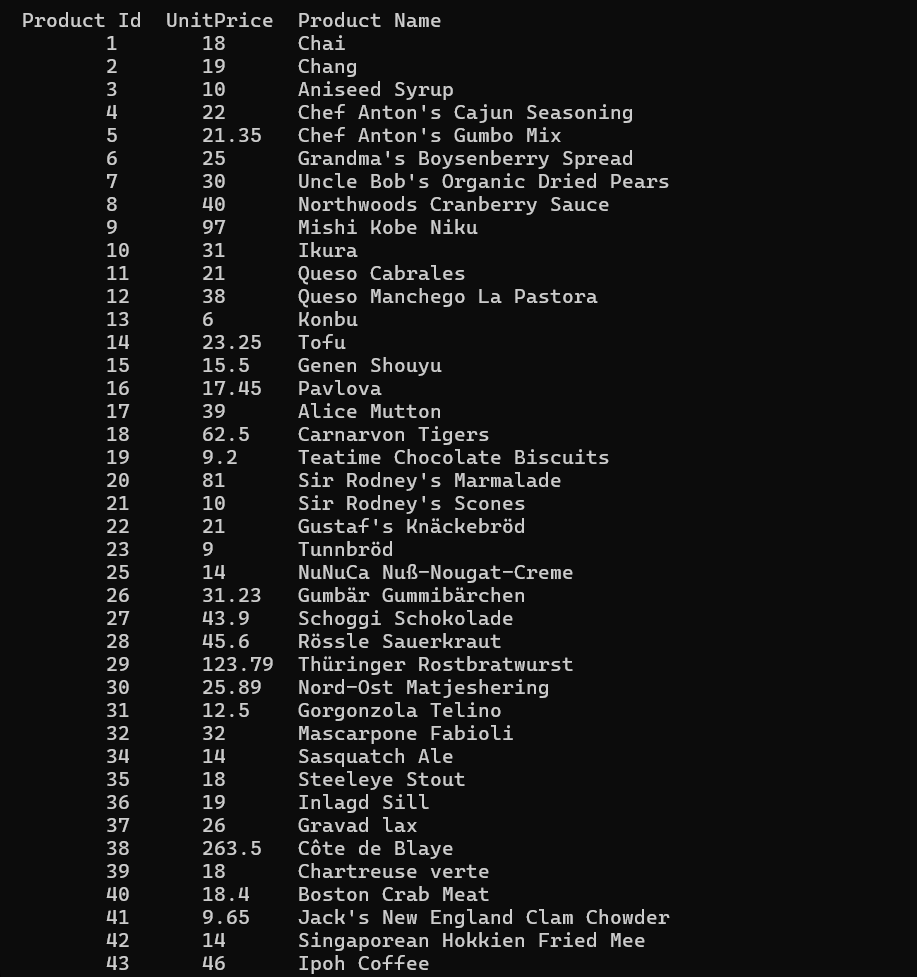 Product Id  UnitPrice  Product Name
1  18  Chai
2  19  Chang
3  10  Aniseed Syrup
4  22  Chef Anton's Cajun Seasoning
5  21.35  Chef Anton's Gumbo Mix
6  25  Grandma's Boysenberry Spread
7  30  Uncle Bob's Organic Dried Pears
8  40  Northwoods Cranberry Sauce
9  97  Mishi Kobe Niku
10  31  Ikura
11  21  Queso Cabrales
12  38  Queso Manchego La Pastora
13  6  Konbu
14  23.25  Tofu
15  15.5  Genen Shouyu
16  17.45  Pavlova
17  39  Alice Mutton
18  62.5  Carnarvon Tigers
19  9.2  Teatime Chocolate Biscuits
20  81  Sir Rodney's Marmalade
21  10  Sir Rodney's Scones
22  21  Gustaf's Knäckebröd
23  9  Tunnbröd
25  14  NuNuCa Nuß-Nougat-Creme
26  31.23  Gumbär Gummibärchen
27  43.9  Schoggi Schokolade
28  45.6  Rössle Sauerkraut
29  123.79  Thüringer Rostbratwurst
30  25.89  Nord-Ost Matjeshering
31  12.5  Gorgonzola Telino
32  32  Mascarpone Fabioli
34  14  Sasquatch Ale
35  18  Steeleye Stout
36  19  Inlagd Sill
37  26  Gravad lax
38  263.5  Côte de Blaye
39  18  Chartreuse verte
40  18.4  Boston Crab Meat
41  9.65  Jack's New England Clam Chowder
42  14  Singaporean Hokkien Fried Mee
43  46  Ipoh Coffee